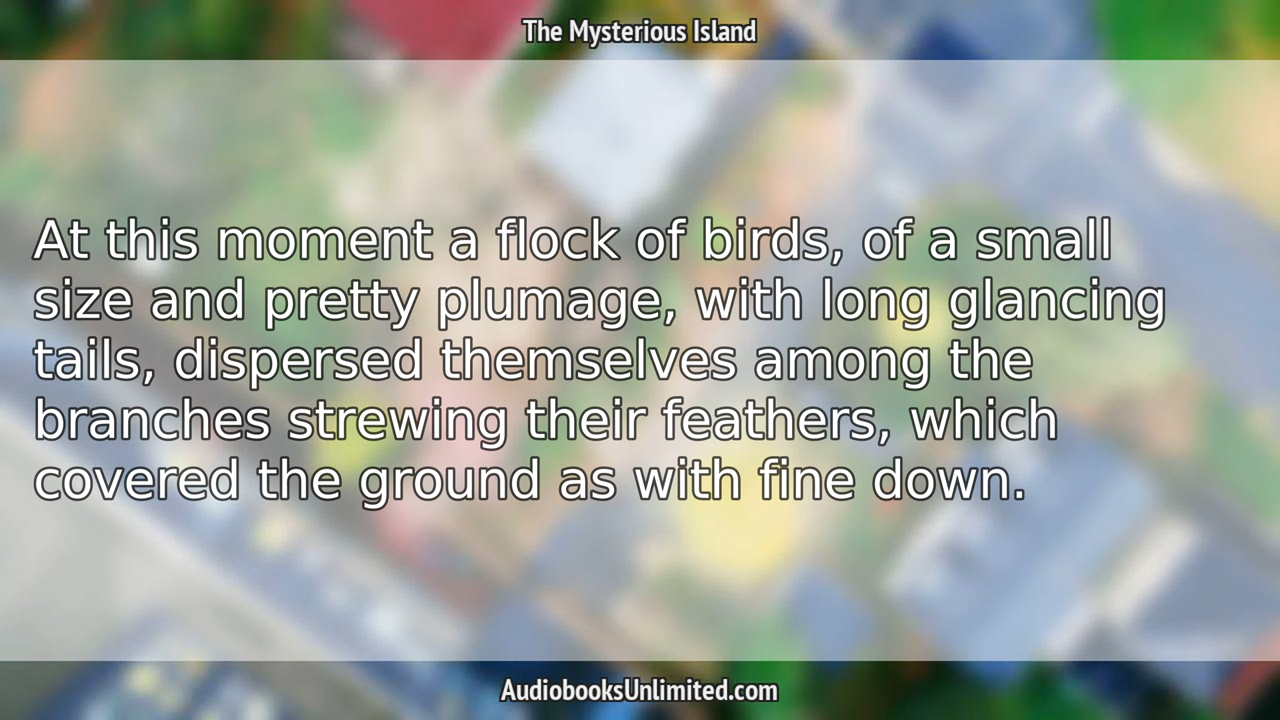 The Mysterious Island
At this moment a flock of birds, of a small
size and pretty plumage, with long glancing
tails, dispersed themselves among the
branches strewing their feathers, which
covered the ground as with fine down.
AudiobooksUnlimited.com